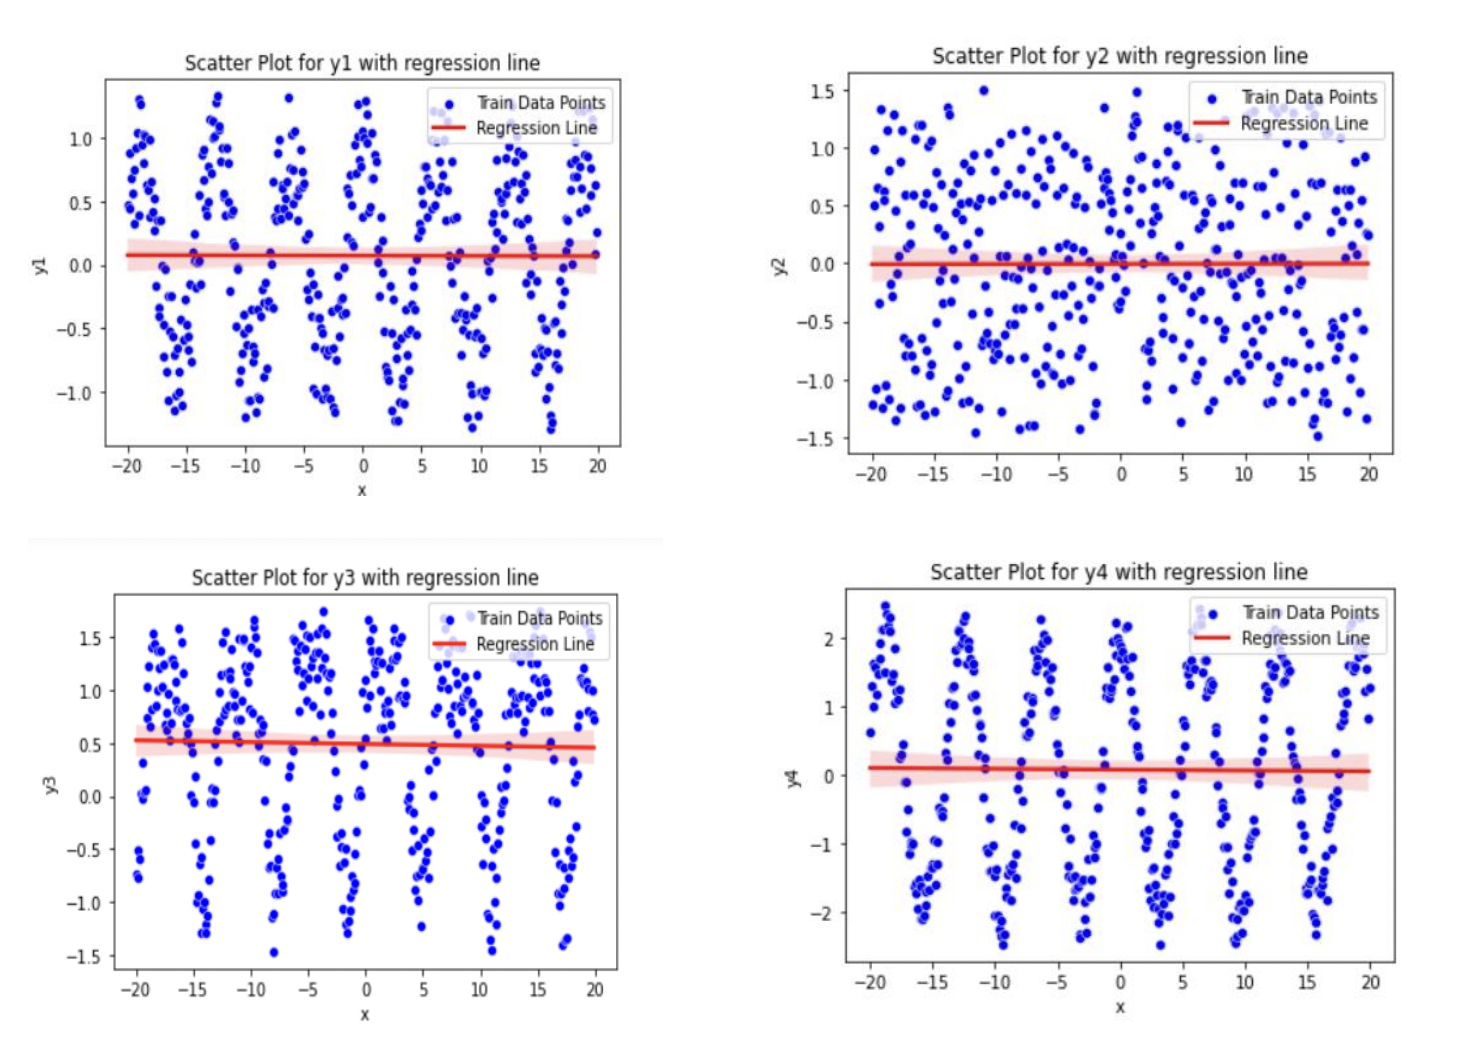 Scatter Plot for y1 with regression line
Train Data Points
Regression Line
1.0
0.5
0.0
−0.5
−1.0
y1
−20 −15 −10 −5 0 5 10 15 20
x
Scatter Plot for y2 with regression line
Train Data Points
Regression Line
1.5
1.0
0.5
0.0
−0.5
−1.0
−1.5
y2
−20 −15 −10 −5 0 5 10 15 20
x
Scatter Plot for y3 with regression line
Train Data Points
Regression Line
1.5
1.0
0.5
0.0
−0.5
−1.0
−1.5
y3
−20 −15 −10 −5 0 5 10 15 20
x
Scatter Plot for y4 with regression line
Train Data Points
Regression Line
2
1
0
−1
−2
y4
−20 −15 −10 −5 0 5 10 15 20
x